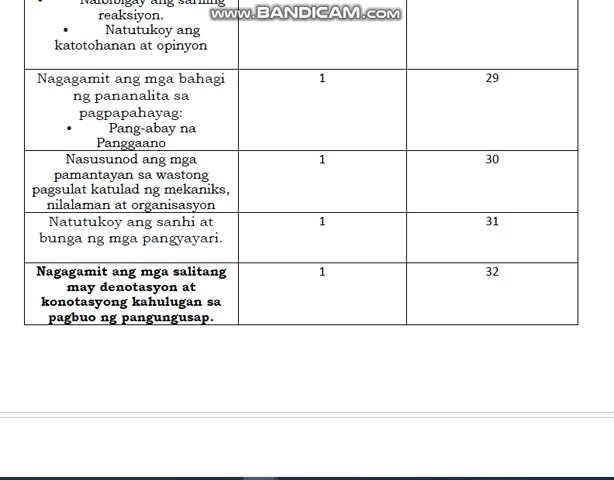 Naibibigay ang sariling
www.BANDICAM.com
reaksiyon.
• Natutukoy ang
katotohanan at opinyon
Nagagamit ang mga bahagi
ng pananalita sa
pagpapahayag:
• Pang-abay na
Panggaano
1
29
Nasusunod ang mga
pamantayan sa wastong
pagsulat katulad ng mekaniks,
nilalaman at organisasyon
1
30
Natutukoy ang sanhi at
bunga ng mga pangyayari.
1
31
Nagagamit ang mga salitang
may denotasyon at
konotasyong kahulugan sa
pagbuo ng pangungusap.
1
32